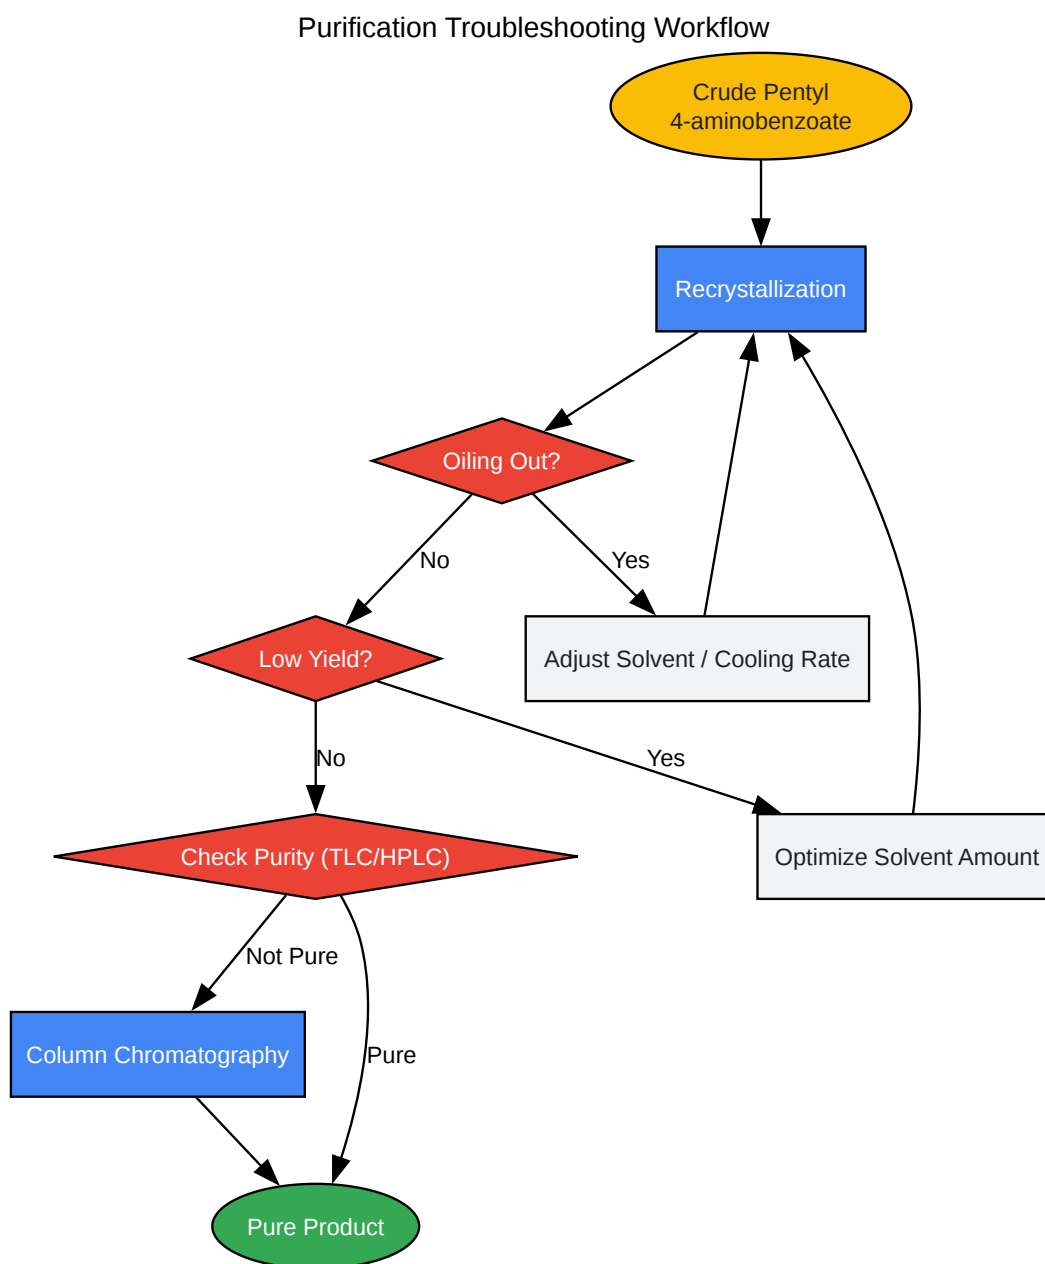 Purification Troubleshooting Workflow
Crude Pentyl
4-aminobenzoate
Recrystallization
Oiling Out?
No
Yes
Low Yield?
Adjust Solvent / Cooling Rate
No
Yes
Check Purity (TLC/HPLC)
Optimize Solvent Amount
Not Pure
Column Chromatography
Pure
Pure Product